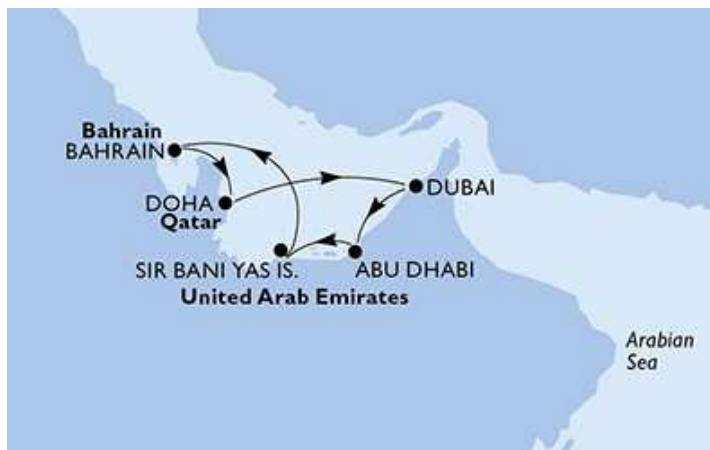 Bahrain
BAHRAIN
DOHA
Qatar
DUBAI
SIR BANI YAS IS.
ABU DHABI
United Arab Emirates
Arabian
Sea